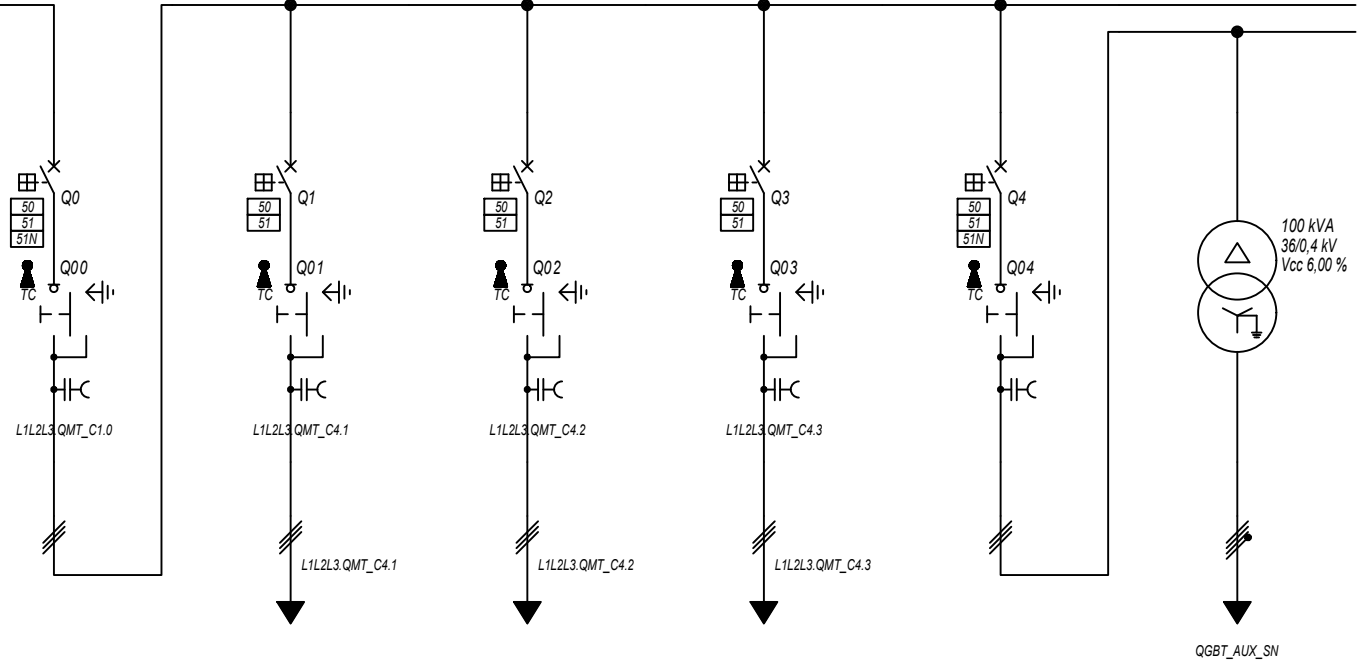 Q0
50
51
51N
Q00
TC
L1L2L3.QMT_C1.0
Q1
50
51
Q01
TC
L1L2L3.QMT_C4.1
L1L2L3.QMT_C4.1
Q2
50
51
Q02
TC
L1L2L3.QMT_C4.2
L1L2L3.QMT_C4.2
Q3
50
51
Q03
TC
L1L2L3.QMT_C4.3
L1L2L3.QMT_C4.3
Q4
50
51
51N
Q04
TC
100 kVA
36/0,4 kV
Vcc 6,00 %
QGBT_AUX_SN